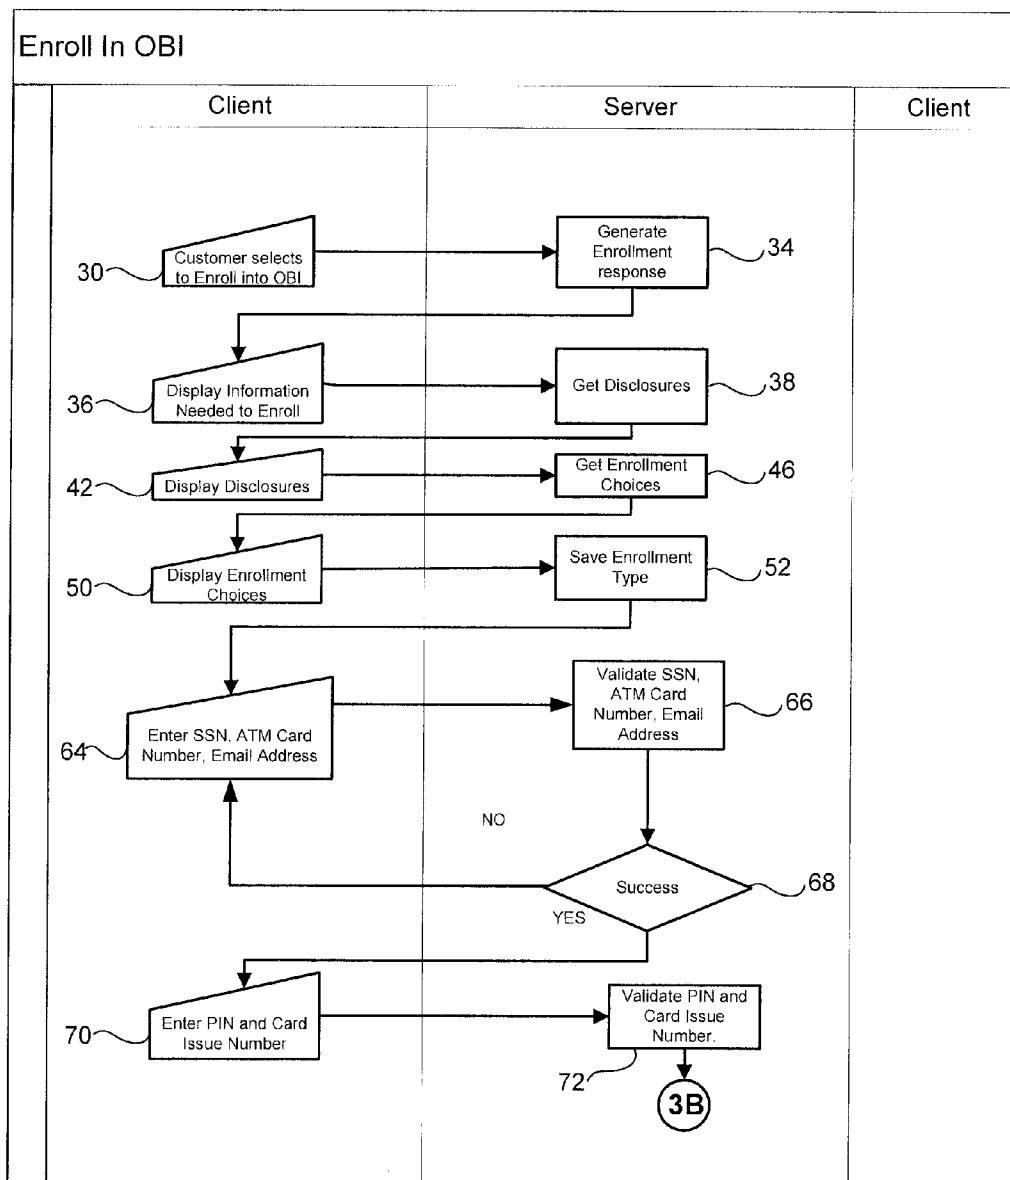 Enroll In OBI
Client
Server
Client
Customer selects
to Enroll into OBI
30
Generate
Enrollment
response
34
Display Information
Needed to Enroll
36
Get Disclosures
38
Display Disclosures
42
Get Enrollment
Choices
46
Display Enrollment
Choices
50
Save Enrollment
Type
52
Enter SSN, ATM Card
Number, Email Address
64
Validate SSN,
ATM Card
Number, Email
Address
66
NO
Success
68
YES
Enter PIN and Card
Issue Number
70
Validate PIN and
Card Issue
Number.
72
3B